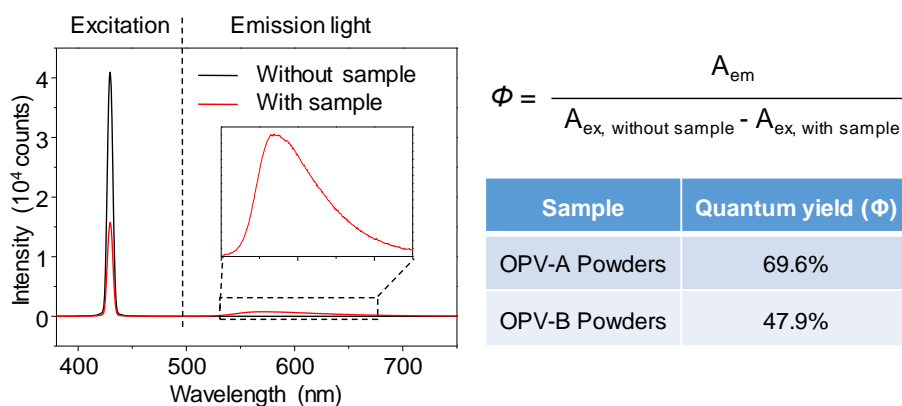 Excitation
Emission light
Without sample
With sample
Intensity (10⁴ counts)
4
3
2
1
0
400
500
600
700
Wavelength (nm)
Φ = A_em / A_ex, without sample - A_ex, with sample
Sample Quantum yield (Φ)
OPV-A Powders 69.6%
OPV-B Powders 47.9%